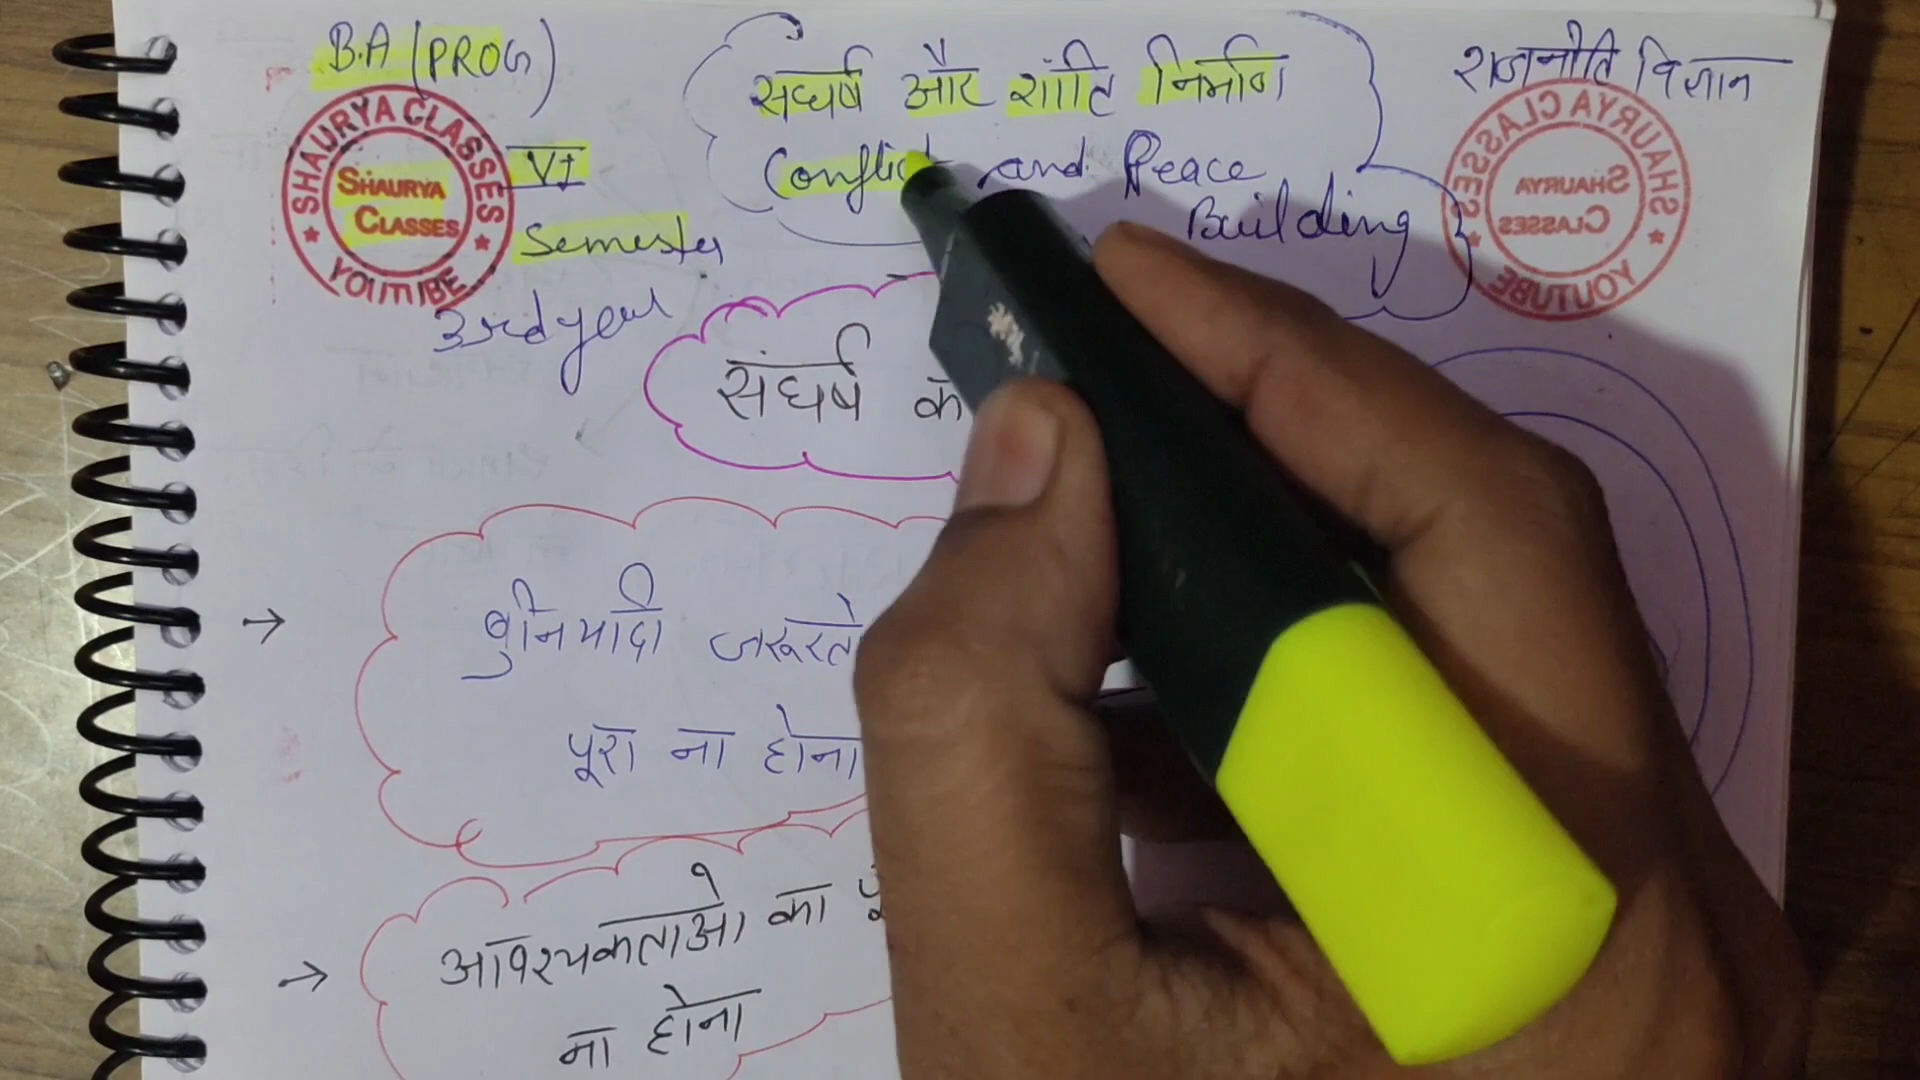 B.A (PROG)
VI
Semester
3rd year
SHAURYA CLASSES
SHAURYA
CLASSES
YOUTUBE
संघर्ष और शांति निर्माण
Conflict and Peace
Building
राजनीति विज्ञान
SHAURYA CLASSES
SHAURYA
CLASSES
YOUTUBE
संघर्ष के
→ बुनियादी जरूरतो
पूरा ना होना
→ आवश्यकताओं का
ना होना